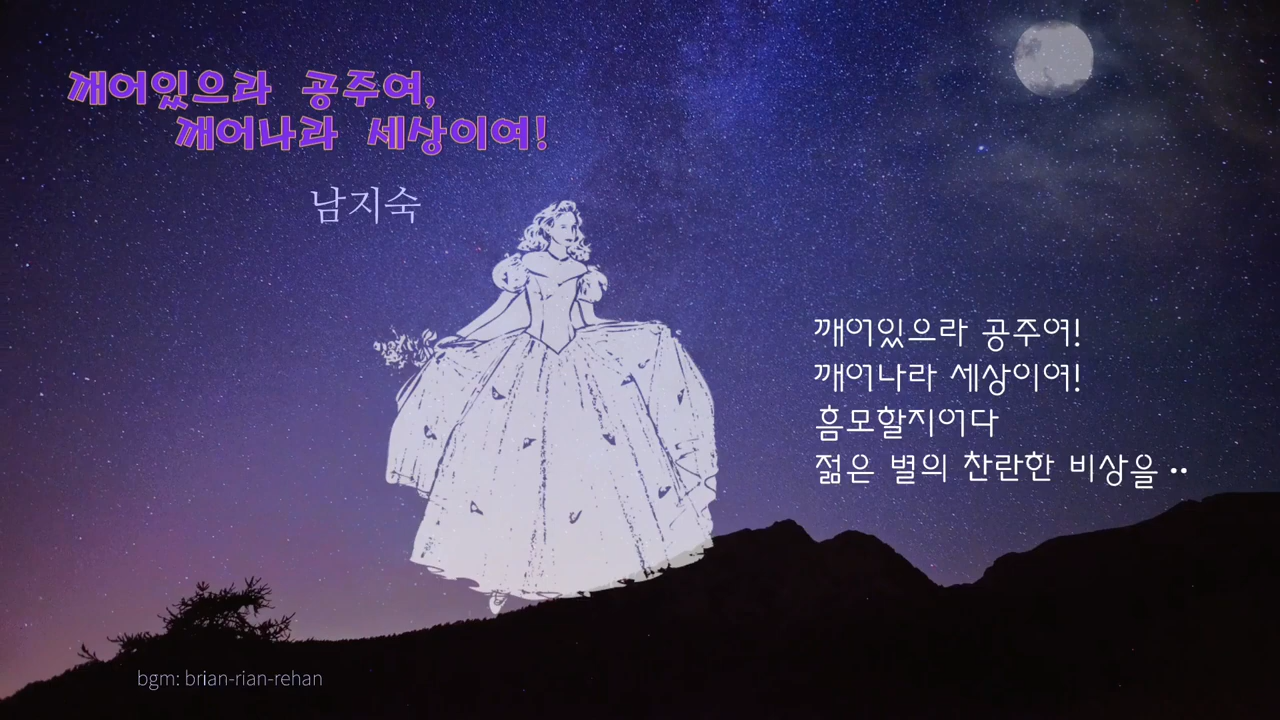 깨어있으라 공주여,
깨어나라 세상이여!
남지숙
깨어있으라 공주여!
깨어나라 세상이여!
흠모할지어다
젊은 별의 찬란한 비상을 ··
bgm: brian-rian-rehan